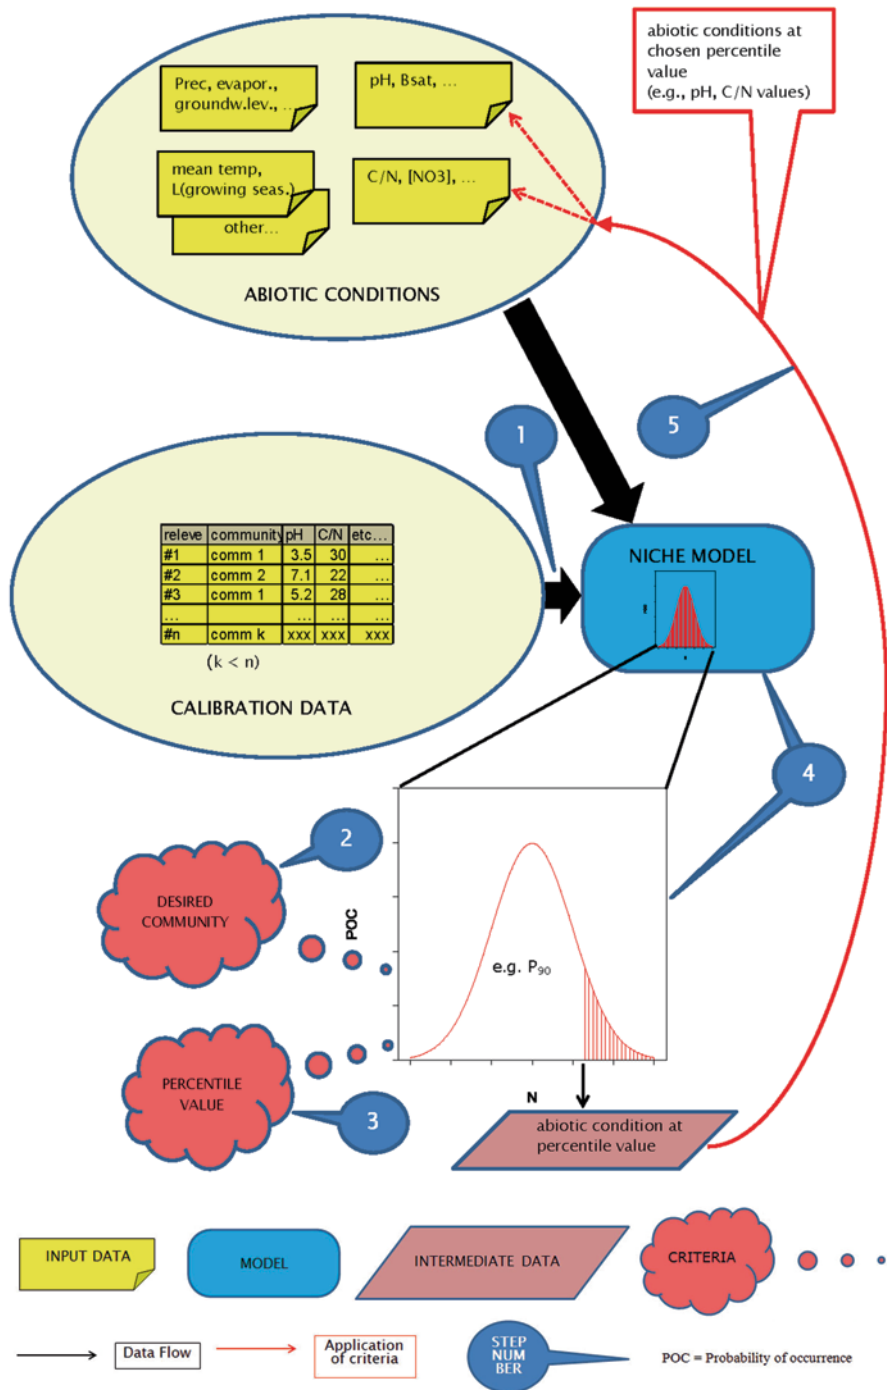 abiotic conditions at
chosen percentile
value
(e.g., pH, C/N values)
Prec, evapor.,
groundw.lev., ...
pH, Bsat, ...
mean temp,
L(growing seas.)
C/N, [NO3], ...
other...
ABIOTIC CONDITIONS
1
5
releve community pH C/N etc...
#1 comm 1 3.5 30 ...
#2 comm 2 7.1 22 ...
#3 comm 1 5.2 28 ...
... ... ... ...
#n comm k xxx xxx xxx
(k < n)
CALIBRATION DATA
NICHE MODEL
4
2
DESIRED
COMMUNITY
POC
e.g. P90
PERCENTILE
VALUE
3
N
abiotic condition at
percentile value
INPUT DATA
MODEL
INTERMEDIATE DATA
CRITERIA
Data Flow
Application
of criteria
STEP
NUM
BER
POC = Probability of occurrence